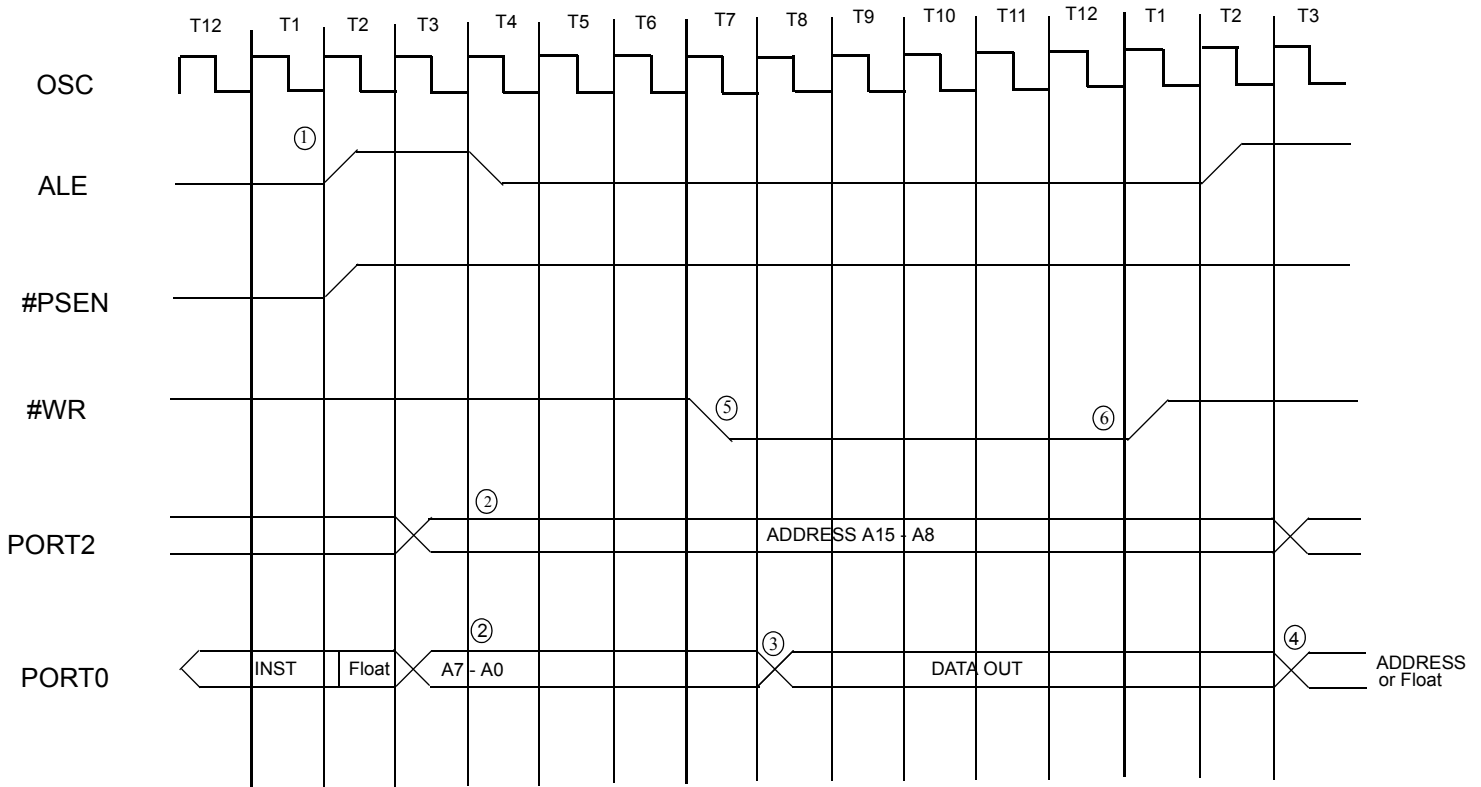 T12 T1 T2 T3 T4 T5 T6 T7 T8 T9 T10 T11 T12 T1 T2 T3
OSC
①
ALE
#PSEN
#WR ⑤ ⑥
②
PORT2 ADDRESS A15 - A8
② ③ ④
PORT0 INST Float A7 - A0 DATA OUT ADDRESS
or Float